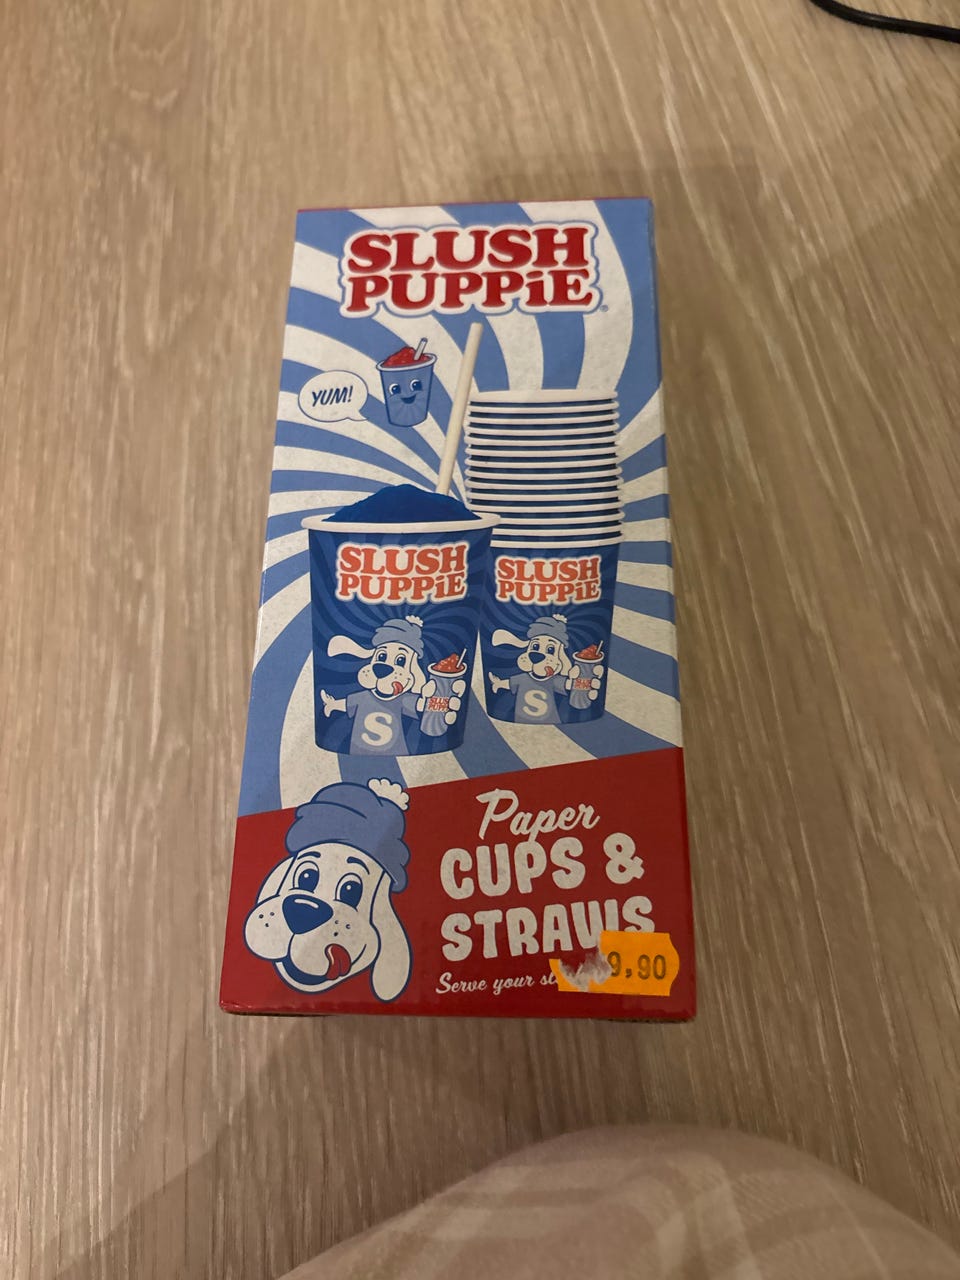 SLUSH
PUPPiE®
YUM!
SLUSH
PUPPiE
SLUSH
PUPPiE
S
S
Paper
CUPS &
STRAWS
Serve your
9,90